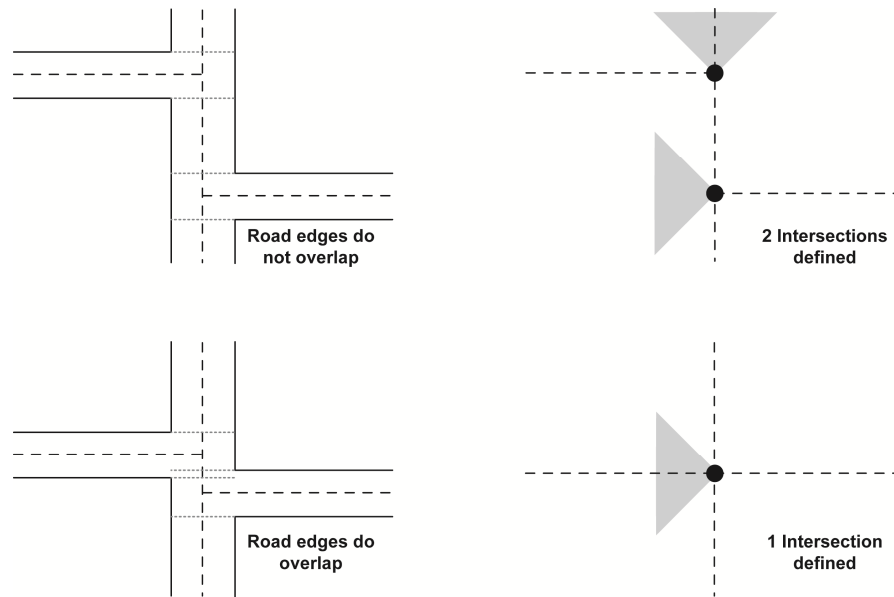 Road edges do
not overlap
2 Intersections
defined
Road edges do
overlap
1 Intersection
defined